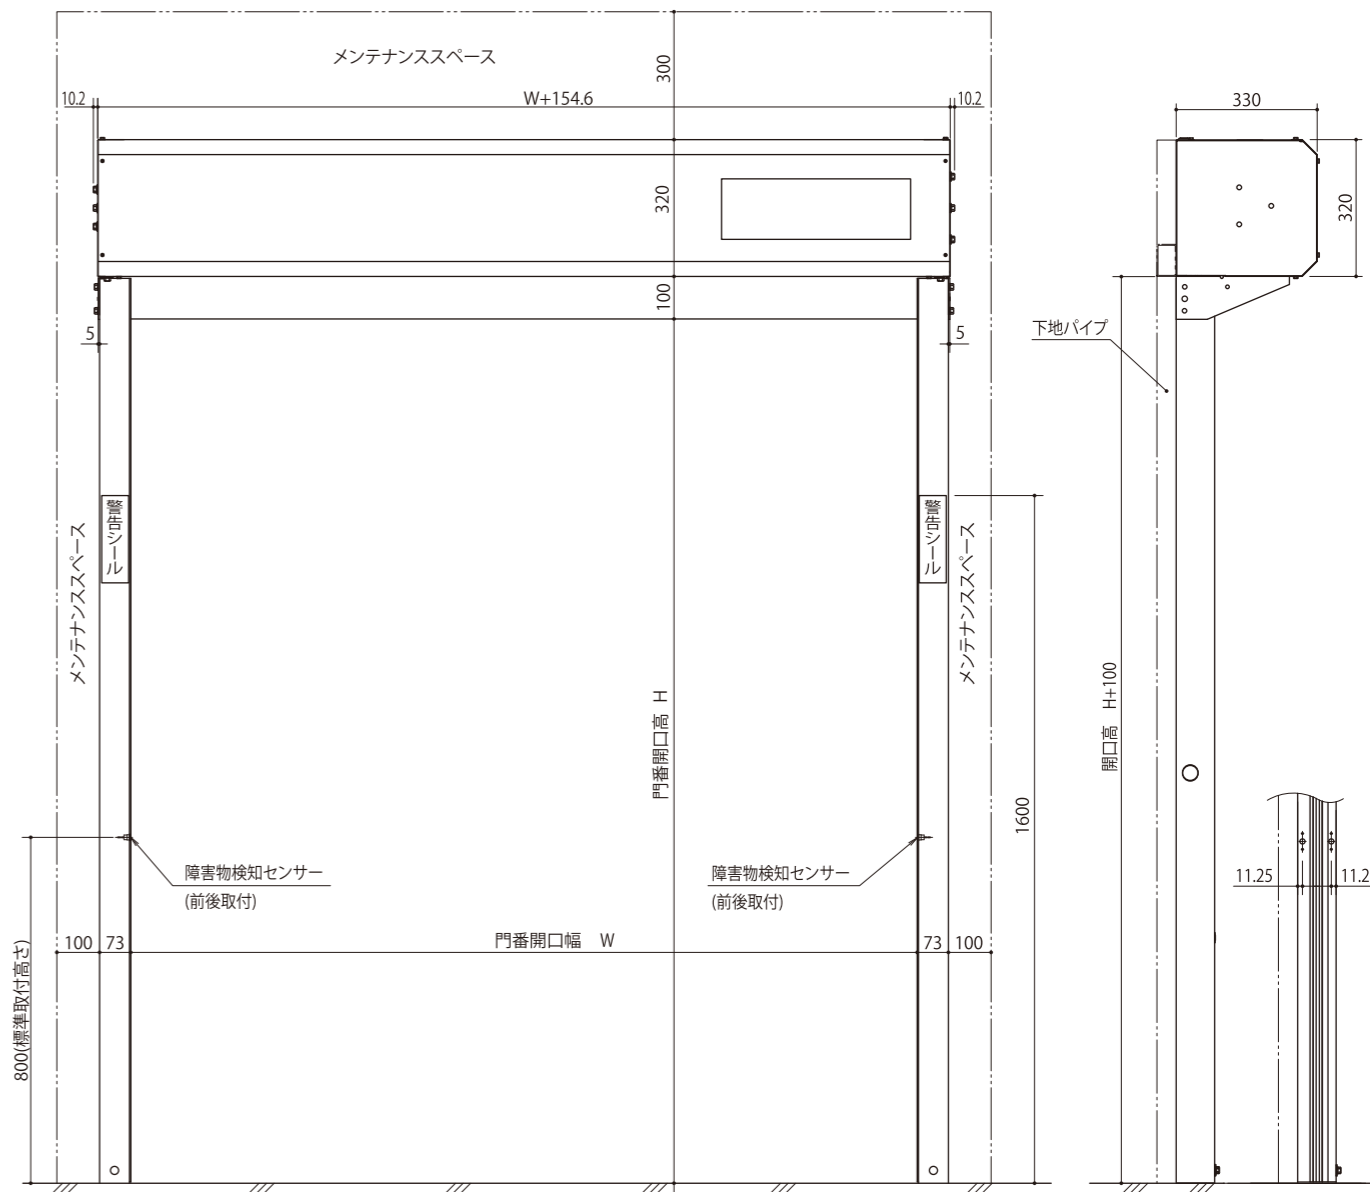 メンテナンススペース
300
10.2
W+154.6
10.2
330
320
320
100
5
5
下地パイプ
警告シール
警告シール
メンテナンススペース
メンテナンススペース
門番開口高 H
開口高 H+100
1600
障害物検知センサー
(前後取付)
障害物検知センサー
(前後取付)
11.25
11.2
100
73
門番開口幅 W
73
100
800(標準取付高さ)